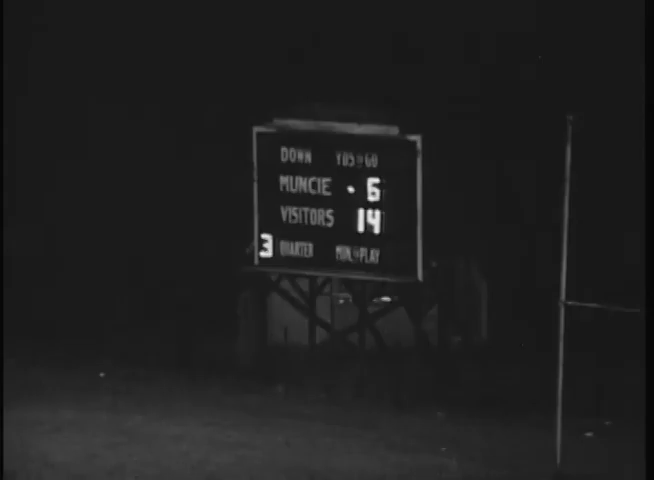 DOWN YDS TO GO
MUNCIE 6
VISITORS 14
3 QUARTER MIN. TO PLAY